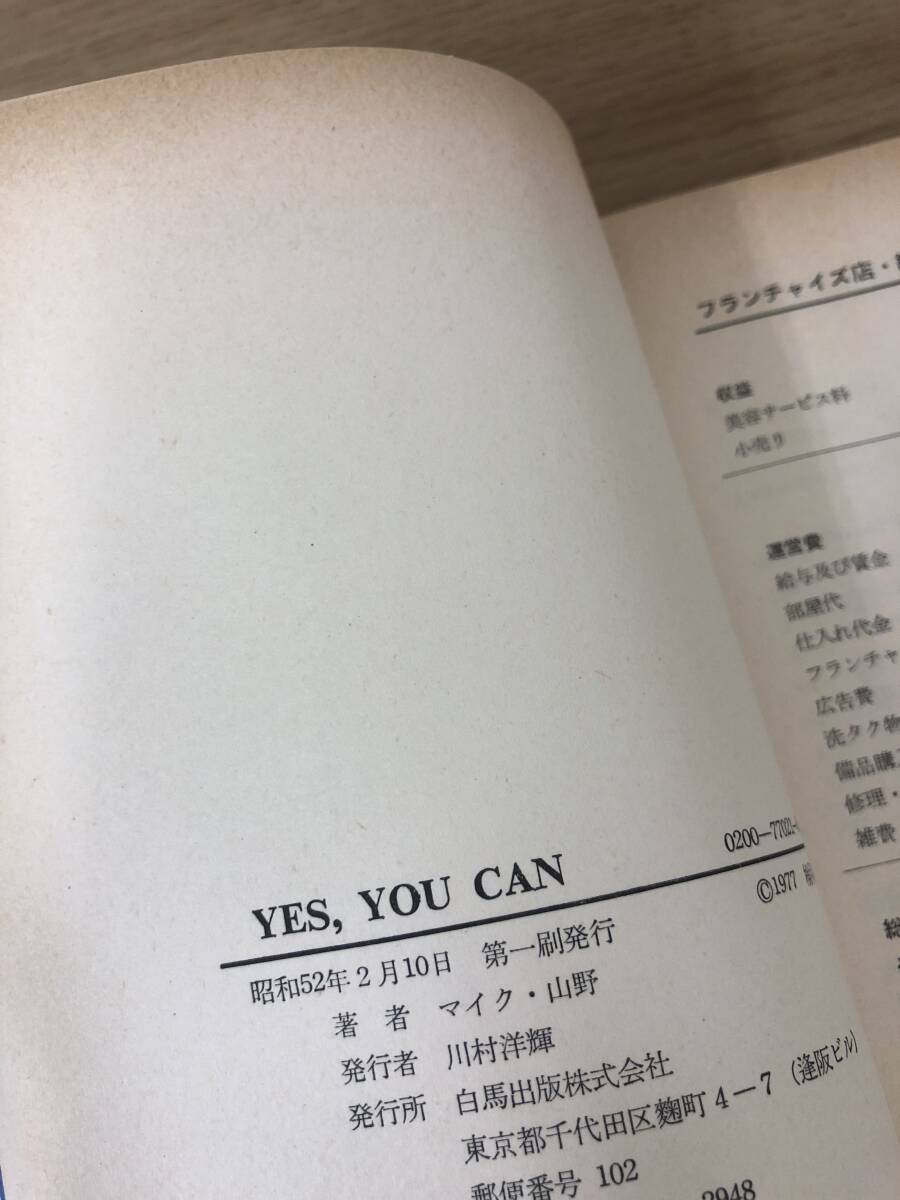 YES, YOU CAN
0200—77021—
©1977
昭和52年2月10日 第一刷発行
著者 マイク・山野
発行者 川村洋輝
発行所 白馬出版株式会社
東京都千代田区麴町4－7(逢阪ビル)
郵便番号 102
2948
フランチャイズ店・
収益
美容サービス料
小売り
運営費
給与及び賃金
部屋代
仕入れ代金
フランチャ
広告費
洗タク物
備品購
修理・
雑費
総